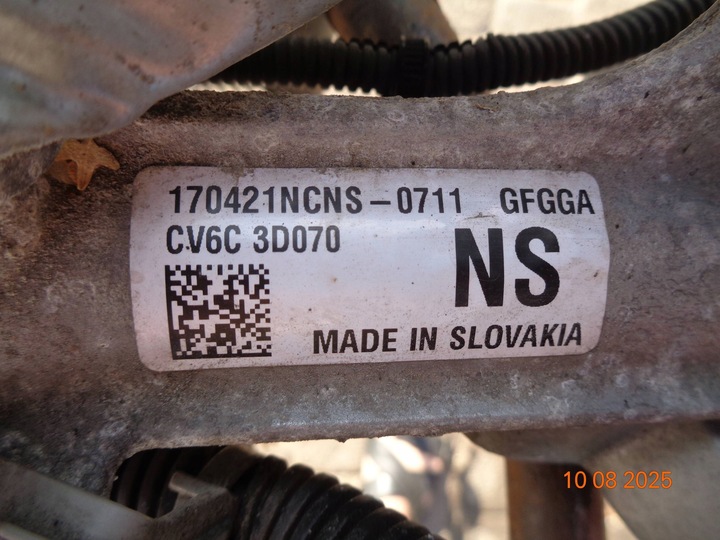 170421NCNS-0711 GFGGA
CV6C 3D070
NS
MADE IN SLOVAKIA
10 08 2025